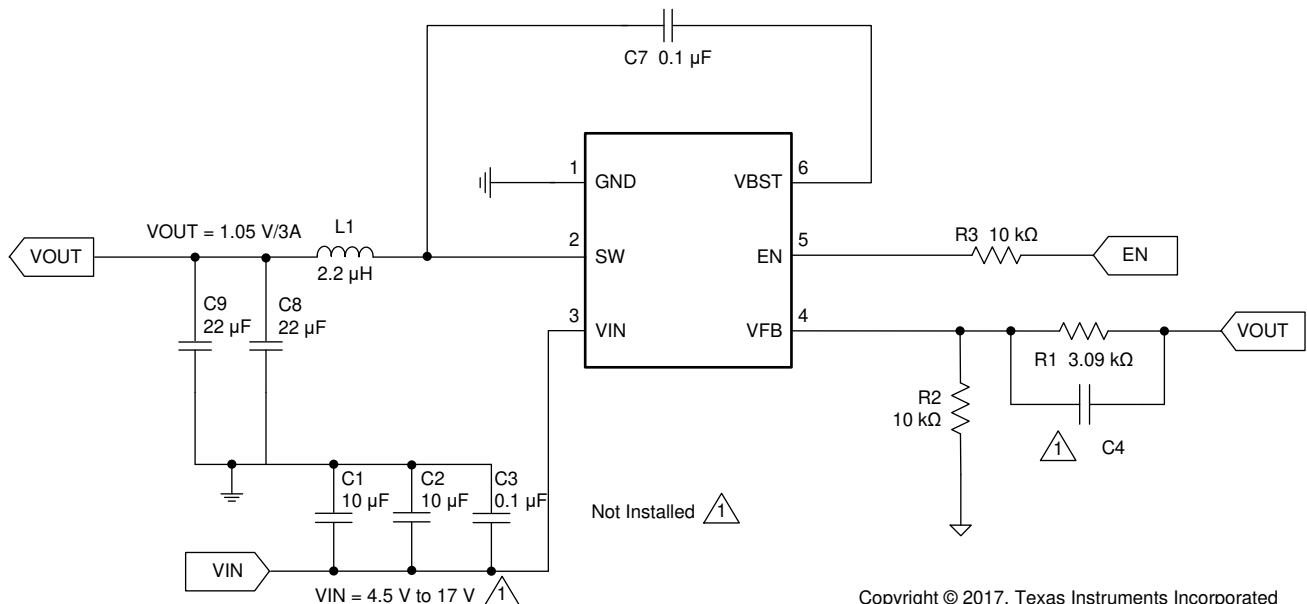 C7 0.1 µF
1
GND
VBST
6
VOUT
VOUT = 1.05 V/3A
L1
2.2 µH
2
SW
EN
5
R3 10 kΩ
EN
C9
22 µF
C8
22 µF
3
VIN
VFB
4
R1 3.09 kΩ
VOUT
R2
10 kΩ
1
C4
C1
10 µF
C2
10 µF
C3
0.1 µF
Not Installed 1
VIN
VIN = 4.5 V to 17 V 1
Copyright © 2017, Texas Instruments Incorporated